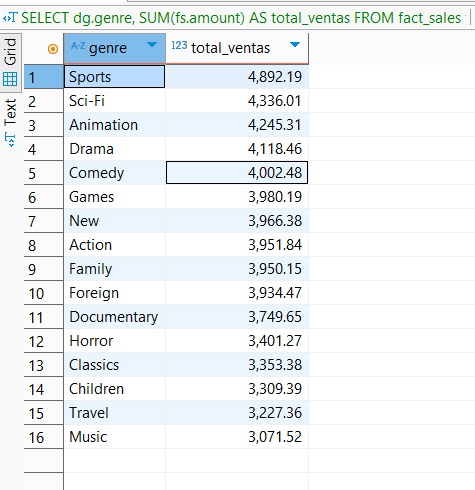 SELECT dg.genre, SUM(fs.amount) AS total_ventas FROM fact_sales
Grid
Text
A-Z genre 123 total_ventas
1 Sports 4,892.19
2 Sci-Fi 4,336.01
3 Animation 4,245.31
4 Drama 4,118.46
5 Comedy 4,002.48
6 Games 3,980.19
7 New 3,966.38
8 Action 3,951.84
9 Family 3,950.15
10 Foreign 3,934.47
11 Documentary 3,749.65
12 Horror 3,401.27
13 Classics 3,353.38
14 Children 3,309.39
15 Travel 3,227.36
16 Music 3,071.52